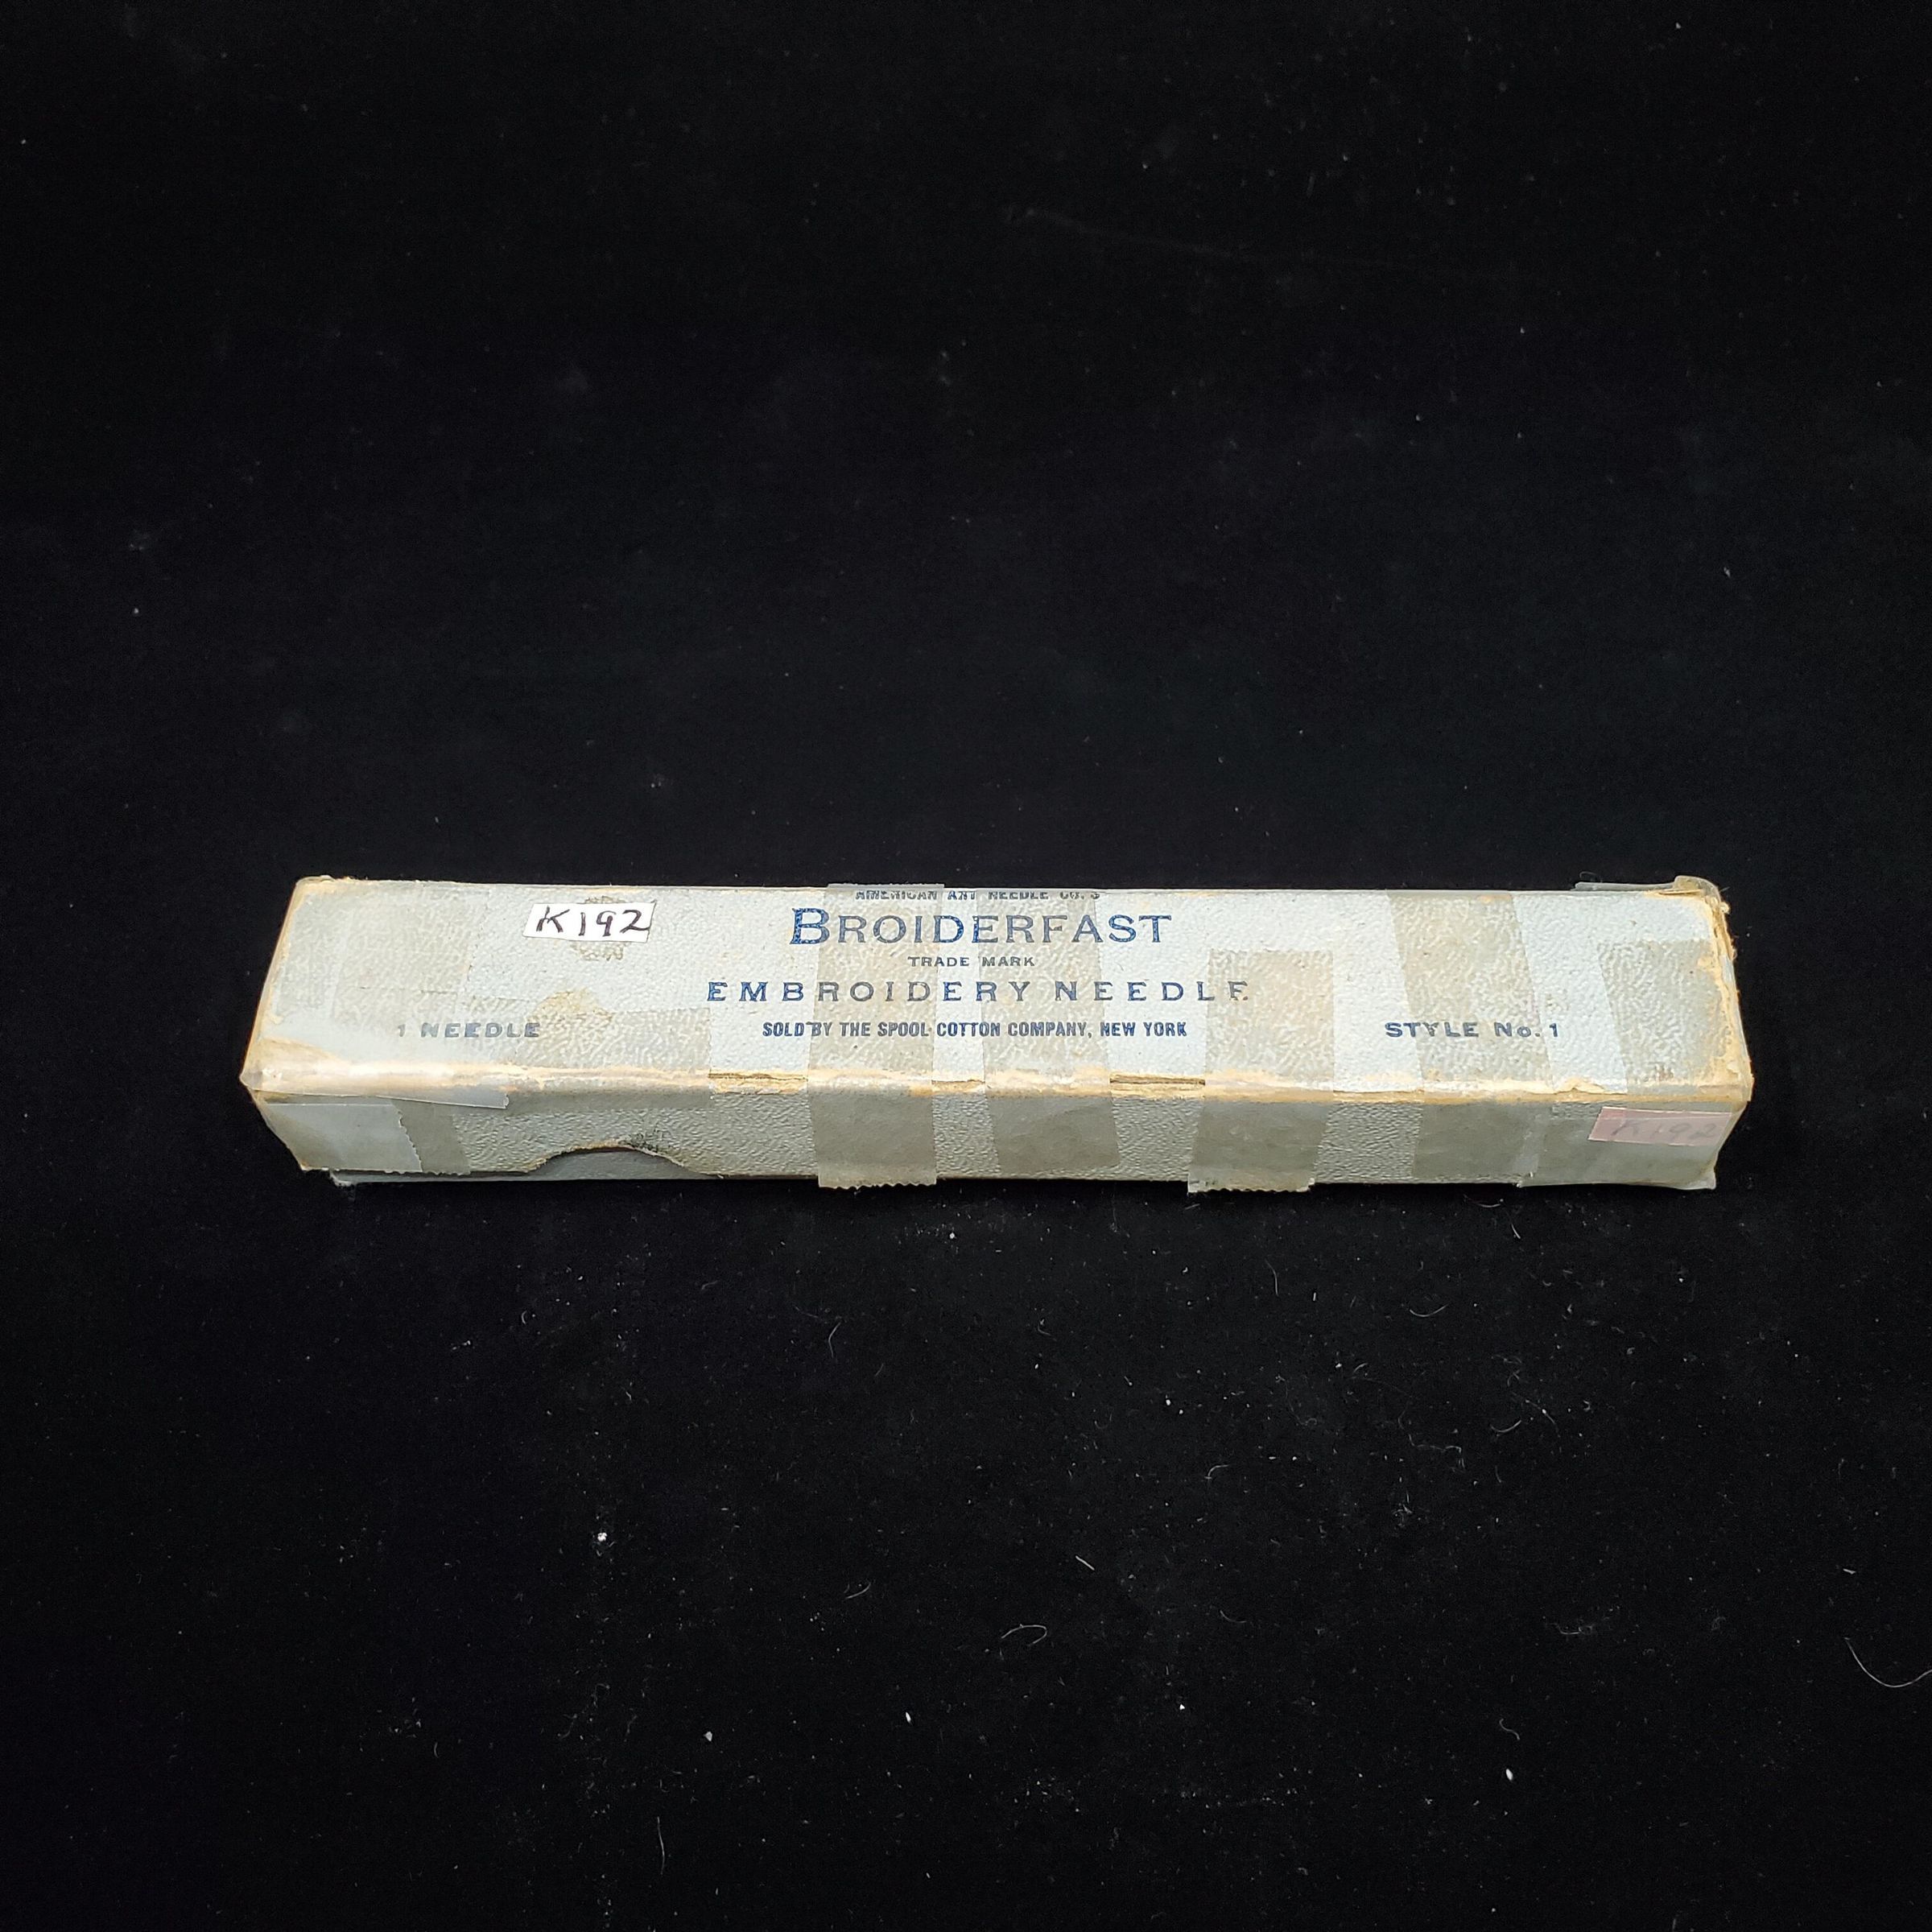 AMERICAN ART NEEDLE CO.'S
K192
BROIDERFAST
TRADE MARK
EMBROIDERY NEEDLE
1 NEEDLE
SOLD BY THE SPOOL COTTON COMPANY, NEW YORK
STYLE No. 1
K192